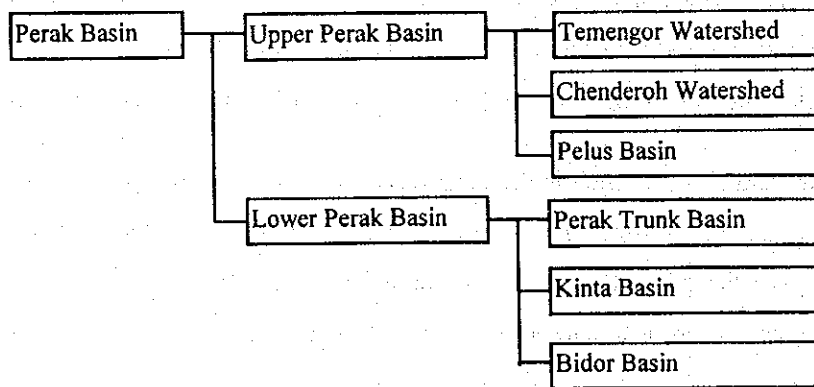 Perak Basin
Upper Perak Basin
Temengor Watershed
Chenderoh Watershed
Pelus Basin
Lower Perak Basin
Perak Trunk Basin
Kinta Basin
Bidor Basin